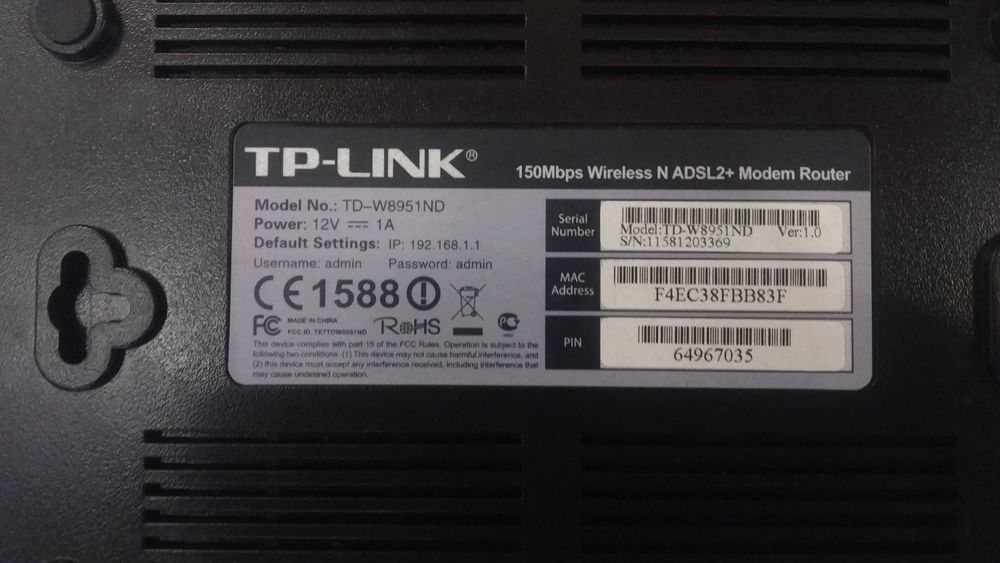 TP-LINK®
150Mbps Wireless N ADSL2+ Modem Router
Model No.: TD-W8951ND
Power: 12V ⎓ 1A
Default Settings: IP: 192.168.1.1
Username: admin Password: admin
CE1588
FC MADE IN CHINA
FCC ID: TE7TDW8951ND
RoHS
This device complies with part 15 of the FCC Rules. Operation is subject to the
following two conditions: (1) This device may not cause harmful interference, and
(2) this device must accept any interference received, including interference that
may cause undesired operation.
Serial
Number
Model:TD-W8951ND Ver:1.0
S/N:11581203369
MAC
Address
F4EC38FBB83F
PIN
64967035